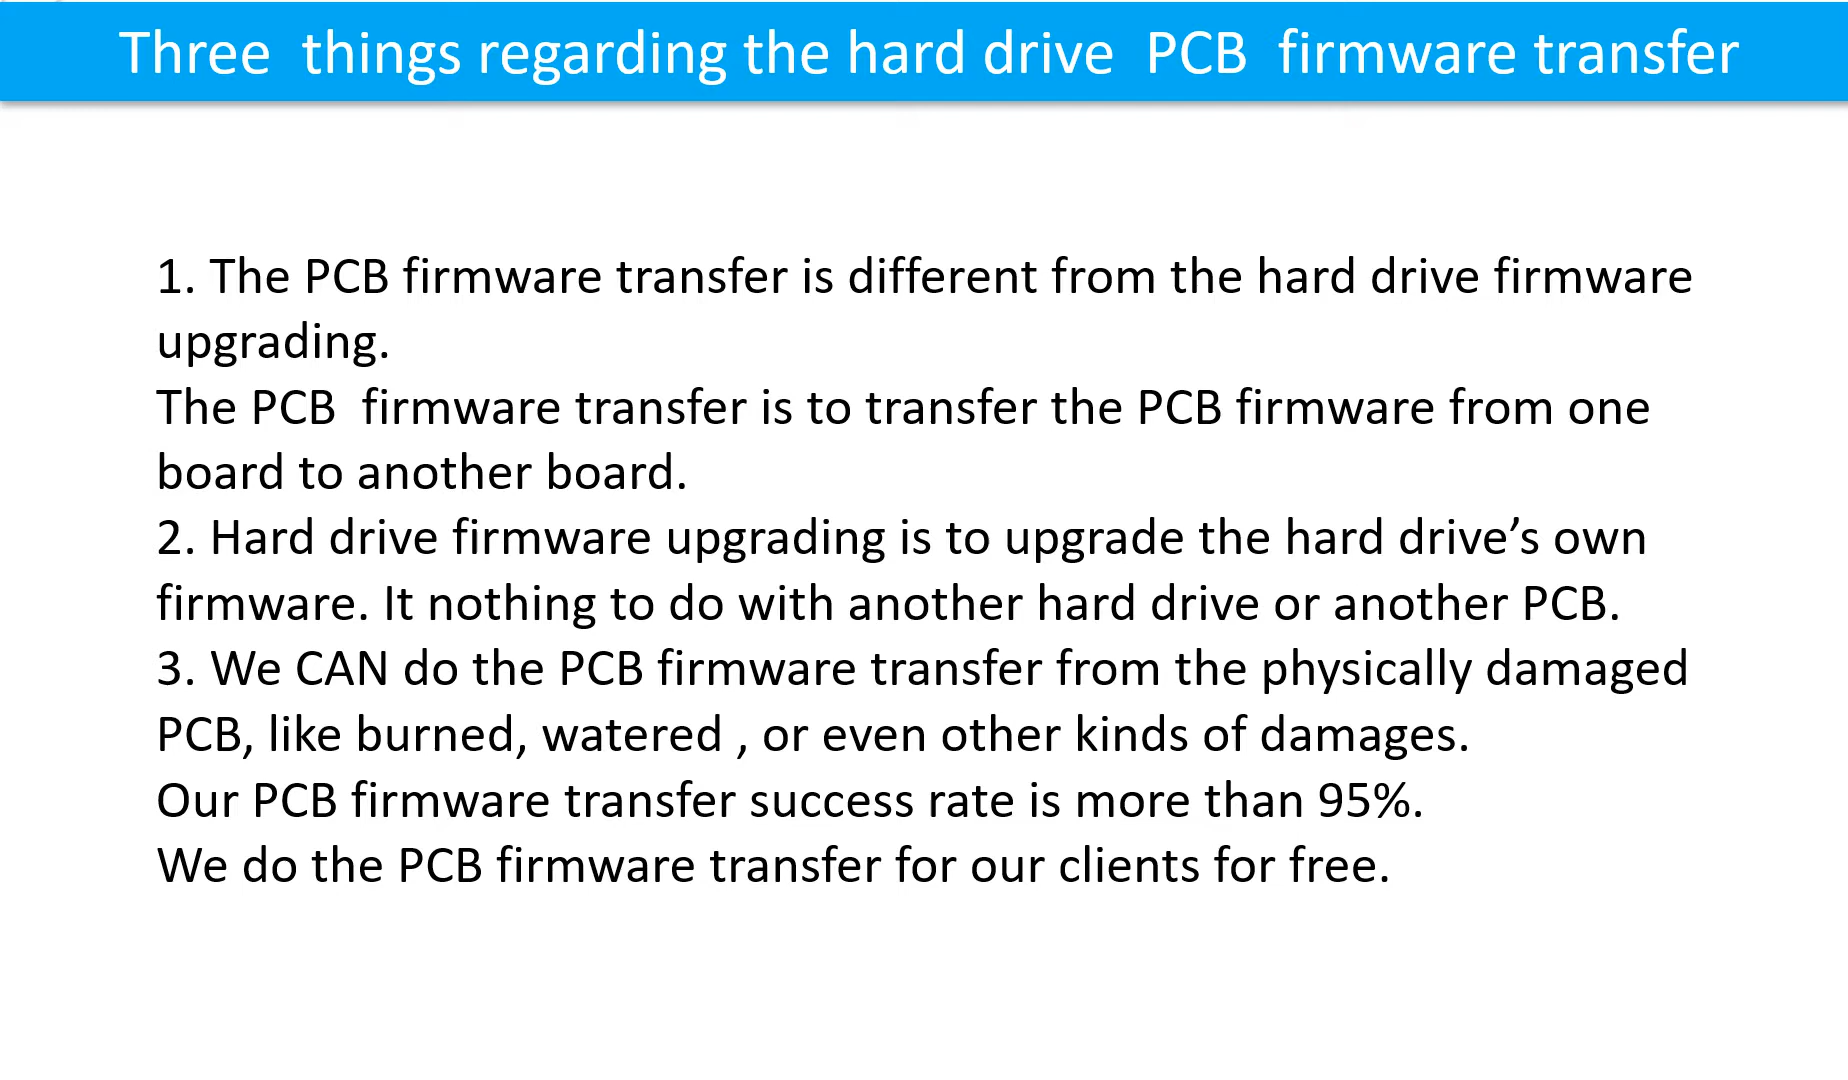 Three  things regarding the hard drive  PCB  firmware transfer
1. The PCB firmware transfer is different from the hard drive firmware
upgrading.
The PCB  firmware transfer is to transfer the PCB firmware from one
board to another board.
2. Hard drive firmware upgrading is to upgrade the hard drive’s own
firmware. It nothing to do with another hard drive or another PCB.
3. We CAN do the PCB firmware transfer from the physically damaged
PCB, like burned, watered , or even other kinds of damages.
Our PCB firmware transfer success rate is more than 95%.
We do the PCB firmware transfer for our clients for free.